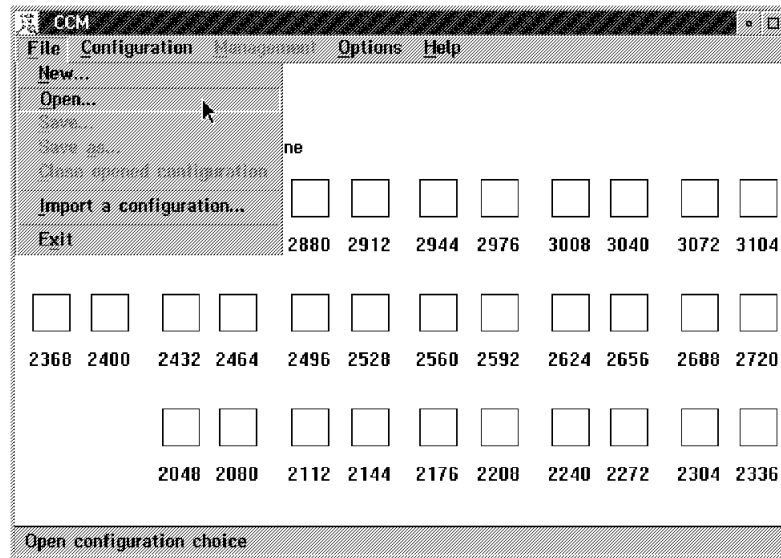 CCM
File Configuration Management Options Help
New...
Open...
Save...
Save as...
ne
Close opened configuration
Import a configuration...
Exit
2880 2912 2944 2976 3008 3040 3072 3104
2368 2400 2432 2464 2496 2528 2560 2592 2624 2656 2688 2720
2048 2080 2112 2144 2176 2208 2240 2272 2304 2336
Open configuration choice